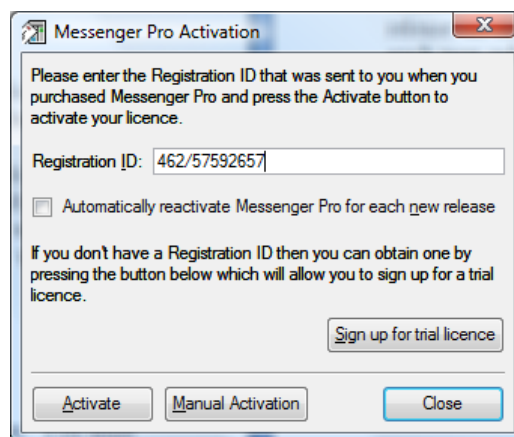 Messenger Pro Activation
Please enter the Registration ID that was sent to you when you
purchased Messenger Pro and press the Activate button to
activate your licence.
Registration ID: 462/57592657
Automatically reactivate Messenger Pro for each new release
If you don't have a Registration ID then you can obtain one by
pressing the button below which will allow you to sign up for a trial
licence.
Sign up for trial licence
Activate Manual Activation Close